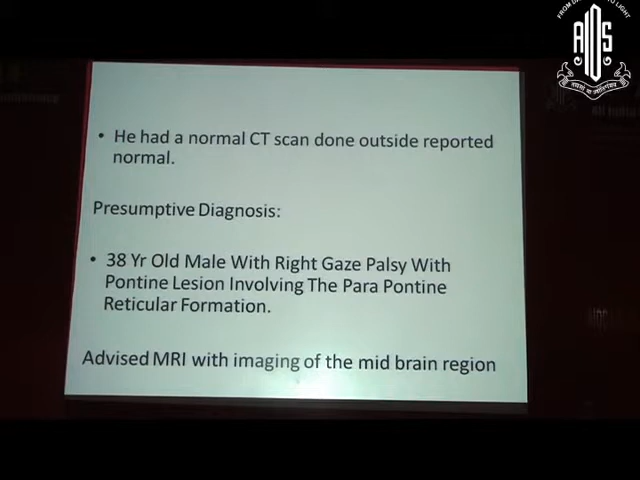 AIOS
• He had a normal CT scan done outside reported
normal.
Presumptive Diagnosis:
• 38 Yr Old Male With Right Gaze Palsy With
Pontine Lesion Involving The Para Pontine
Reticular Formation.
Advised MRI with imaging of the mid brain region